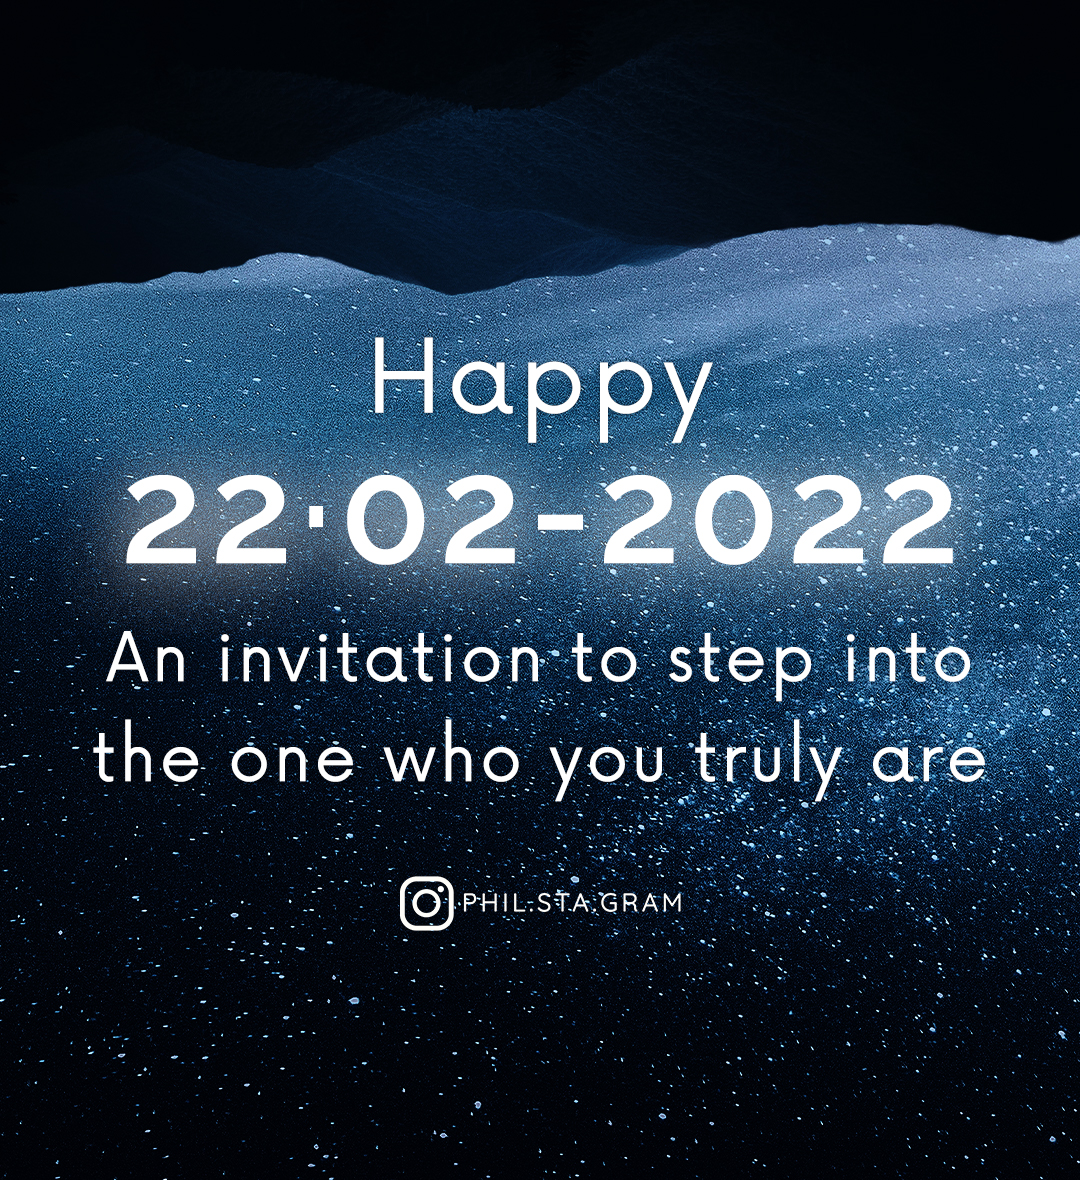 Happy
22·02-2022
An invitation to step into
the one who you truly are
PHIL.STA.GRAM